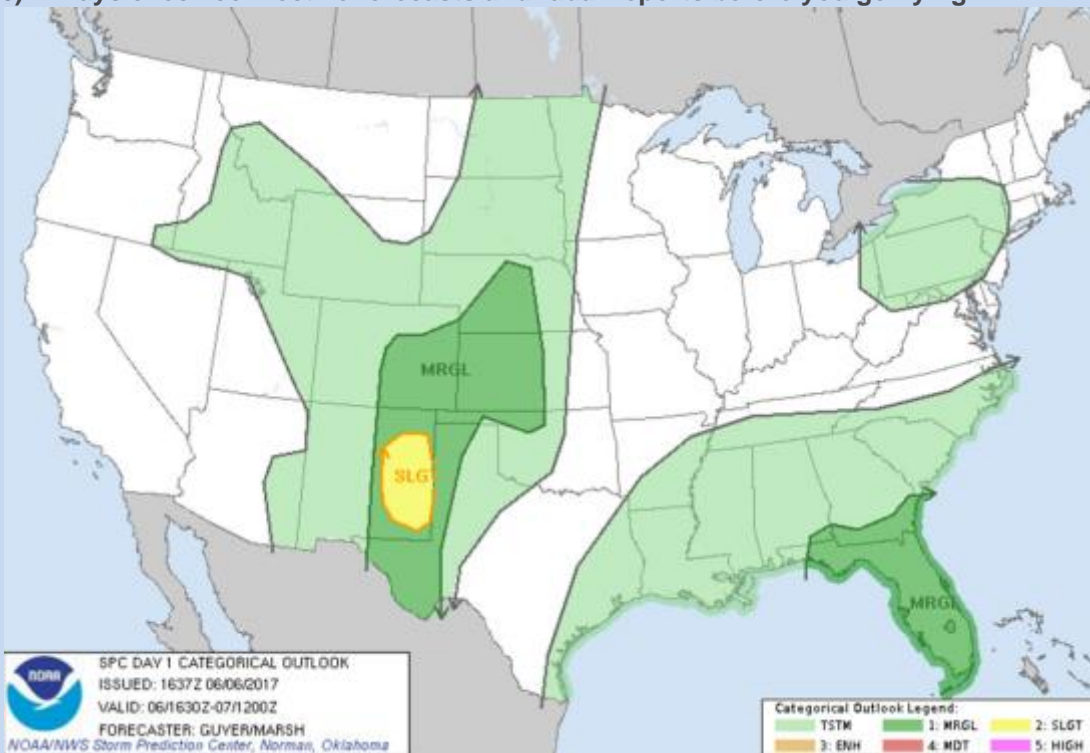 MRGL
SLGT
MRGL
NOAA
SPC DAY 1 CATEGORICAL OUTLOOK
ISSUED: 1637Z 06/06/2017
VALID: 06/1630Z-07/1200Z
FORECASTER: GUYER/MARSH
NOAA/NWS Storm Prediction Center, Norman, Oklahoma
Categorical Outlook Legend:
TSTM 1: MRGL 2: SLGT
3: ENH 4: MDT 5: HIGH